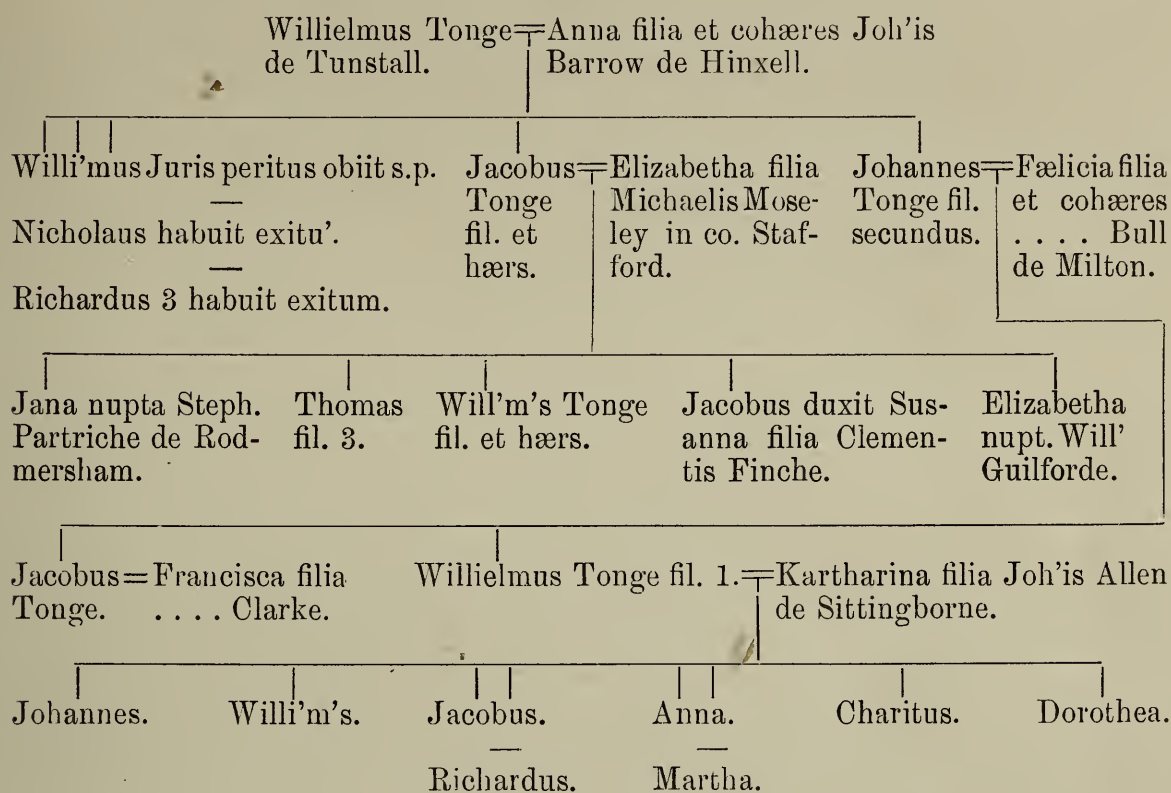 Willielmus Tonge=Anna filia et cohæres Joh'is
de Tunstall. Barrow de Hinxell.
Willi'mus Juris peritus obiit s.p.
—
Nicholaus habuit exitu'.
—
Richardus 3 habuit exitum.
Jacobus=Elizabetha filia
Tonge Michaelis Mose-
fil. et ley in co. Staf-
hærs. ford.
Johannes=Fælicia filia
Tonge fil. et cohæres
secundus. . . . . Bull
de Milton.
Jana nupta Steph.
Partriche de Rod-
mersham.
Thomas
fil. 3.
Will'm's Tonge
fil. et hærs.
Jacobus duxit Sus-
anna filia Clemen-
tis Finche.
Elizabetha
nupt. Will'
Guilforde.
Jacobus=Francisca filia
Tonge. . . . . Clarke.
Willielmus Tonge fil. 1.=Kartharina filia Joh'is Allen
de Sittingborne.
Johannes. Willi'm's. Jacobus. Anna. Charitus. Dorothea.
— —
Richardus. Martha.